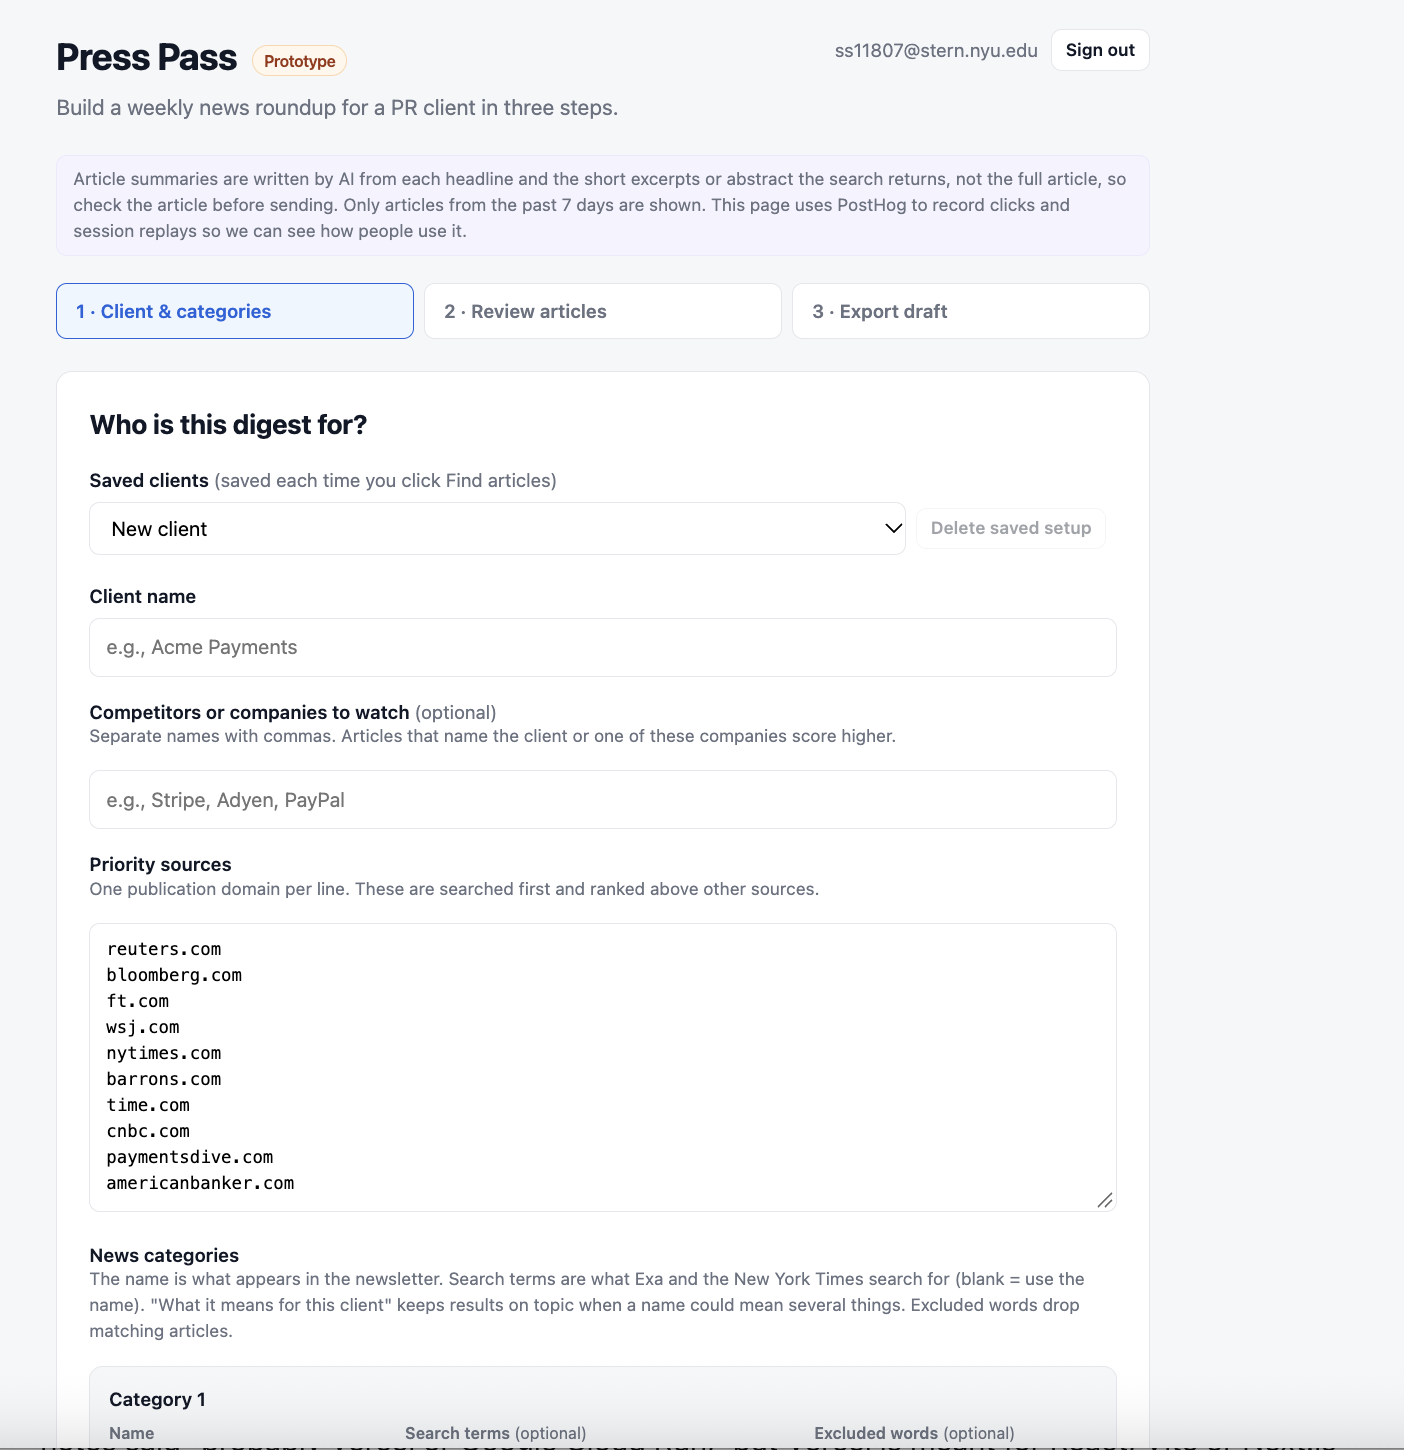 Press Pass Prototype
ss11807@stern.nyu.edu Sign out
Build a weekly news roundup for a PR client in three steps.
Article summaries are written by AI from each headline and the short excerpts or abstract the search returns, not the full article, so
check the article before sending. Only articles from the past 7 days are shown. This page uses PostHog to record clicks and
session replays so we can see how people use it.
1 · Client & categories
2 · Review articles
3 · Export draft
Who is this digest for?
Saved clients (saved each time you click Find articles)
New client
Delete saved setup
Client name
e.g., Acme Payments
Competitors or companies to watch (optional)
Separate names with commas. Articles that name the client or one of these companies score higher.
e.g., Stripe, Adyen, PayPal
Priority sources
One publication domain per line. These are searched first and ranked above other sources.
reuters.com
bloomberg.com
ft.com
wsj.com
nytimes.com
barrons.com
time.com
cnbc.com
paymentsdive.com
americanbanker.com
News categories
The name is what appears in the newsletter. Search terms are what Exa and the New York Times search for (blank = use the
name). "What it means for this client" keeps results on topic when a name could mean several things. Excluded words drop
matching articles.
Category 1
Name
Search terms (optional)
Excluded words (optional)